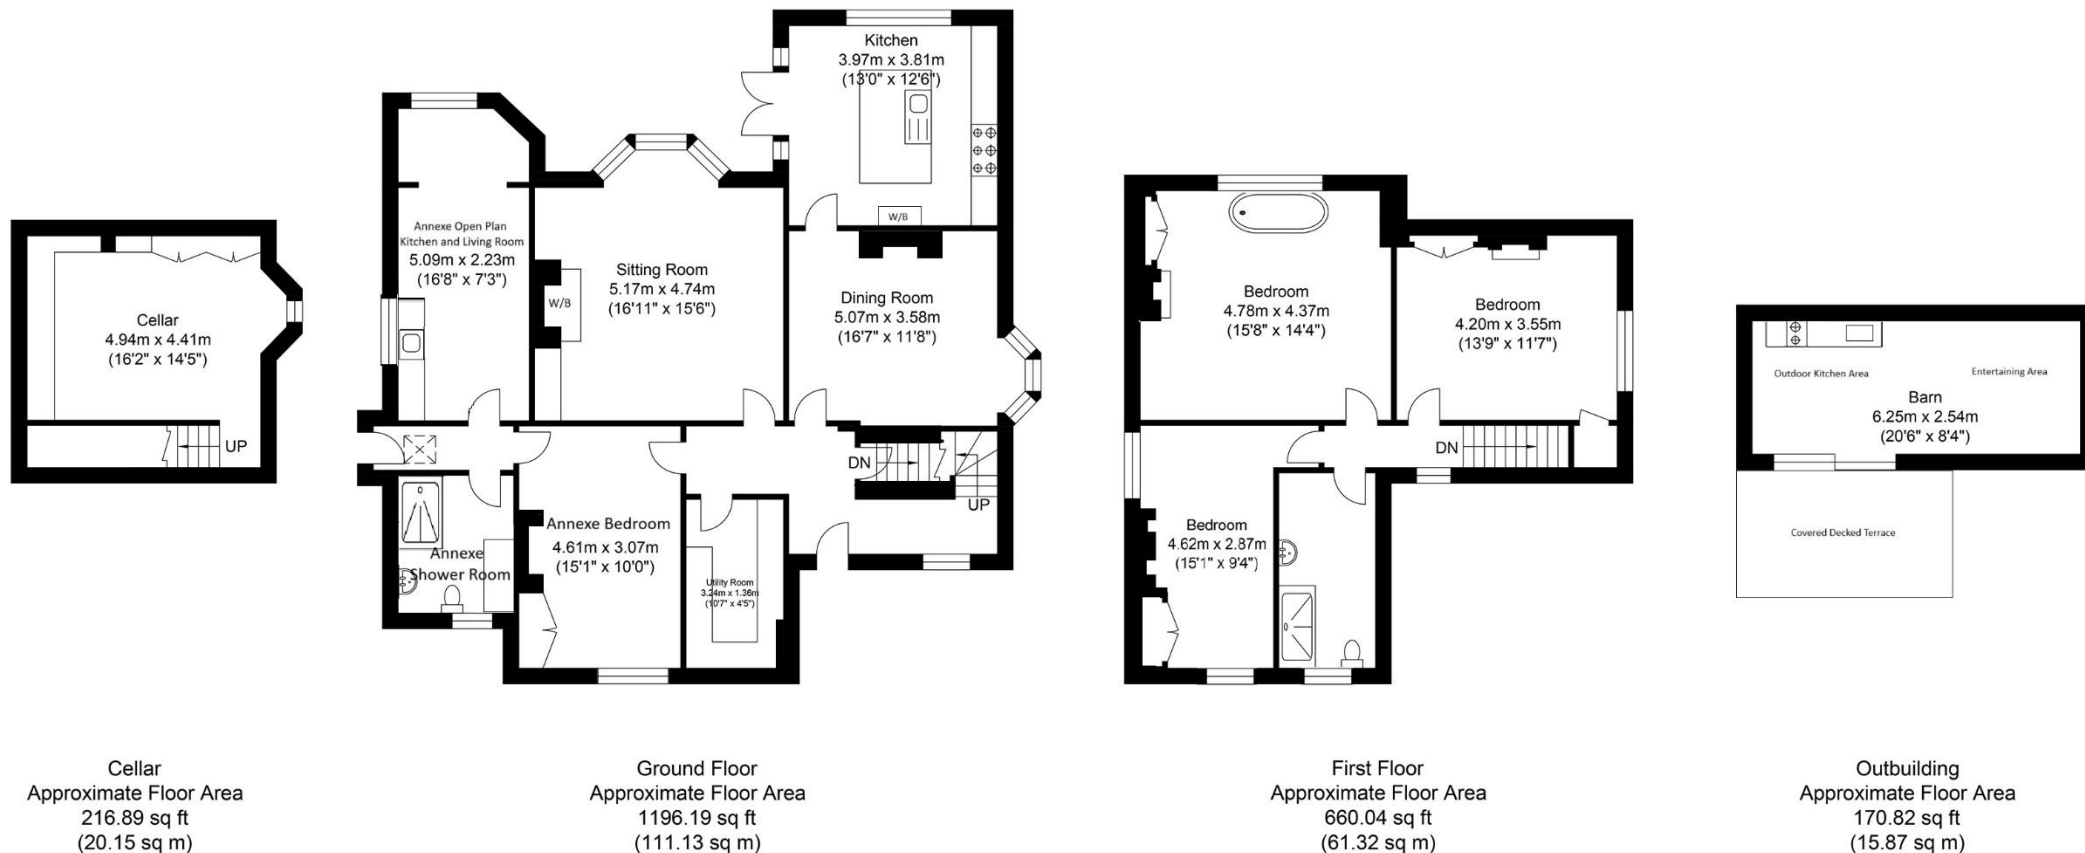 Cellar
4.94m x 4.41m
(16'2" x 14'5")
UP
Annexe Open Plan
Kitchen and Living Room
5.09m x 2.23m
(16'8" x 7'3")
W/B
Sitting Room
5.17m x 4.74m
(16'11" x 15'6")
Kitchen
3.97m x 3.81m
(13'0" x 12'6")
W/B
Dining Room
5.07m x 3.58m
(16'7" x 11'8")
DN
UP
Annexe
Shower Room
Annexe Bedroom
4.61m x 3.07m
(15'1" x 10'0")
Utility Room
3.24m x 1.36m
(10'7" x 4'5")
Bedroom
4.78m x 4.37m
(15'8" x 14'4")
Bedroom
4.20m x 3.55m
(13'9" x 11'7")
DN
Bedroom
4.62m x 2.87m
(15'1" x 9'4")
Outdoor Kitchen Area
Entertaining Area
Barn
6.25m x 2.54m
(20'6" x 8'4")
Covered Decked Terrace
Cellar
Approximate Floor Area
216.89 sq ft
(20.15 sq m)
Ground Floor
Approximate Floor Area
1196.19 sq ft
(111.13 sq m)
First Floor
Approximate Floor Area
660.04 sq ft
(61.32 sq m)
Outbuilding
Approximate Floor Area
170.82 sq ft
(15.87 sq m)